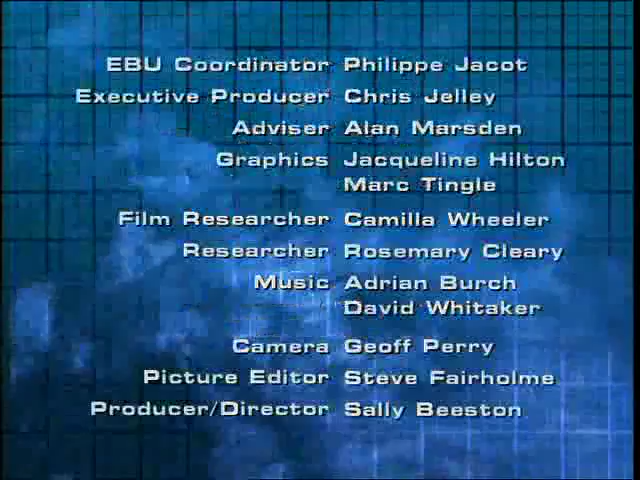 EBU Coordinator Philippe Jacot
Executive Producer Chris Jelley
Adviser Alan Marsden
Graphics Jacqueline Hilton
Marc Tingle
Film Researcher Camilla Wheeler
Researcher Rosemary Cleary
Music Adrian Burch
David Whitaker
Camera Geoff Perry
Picture Editor Steve Fairholme
Producer/Director Sally Beeston